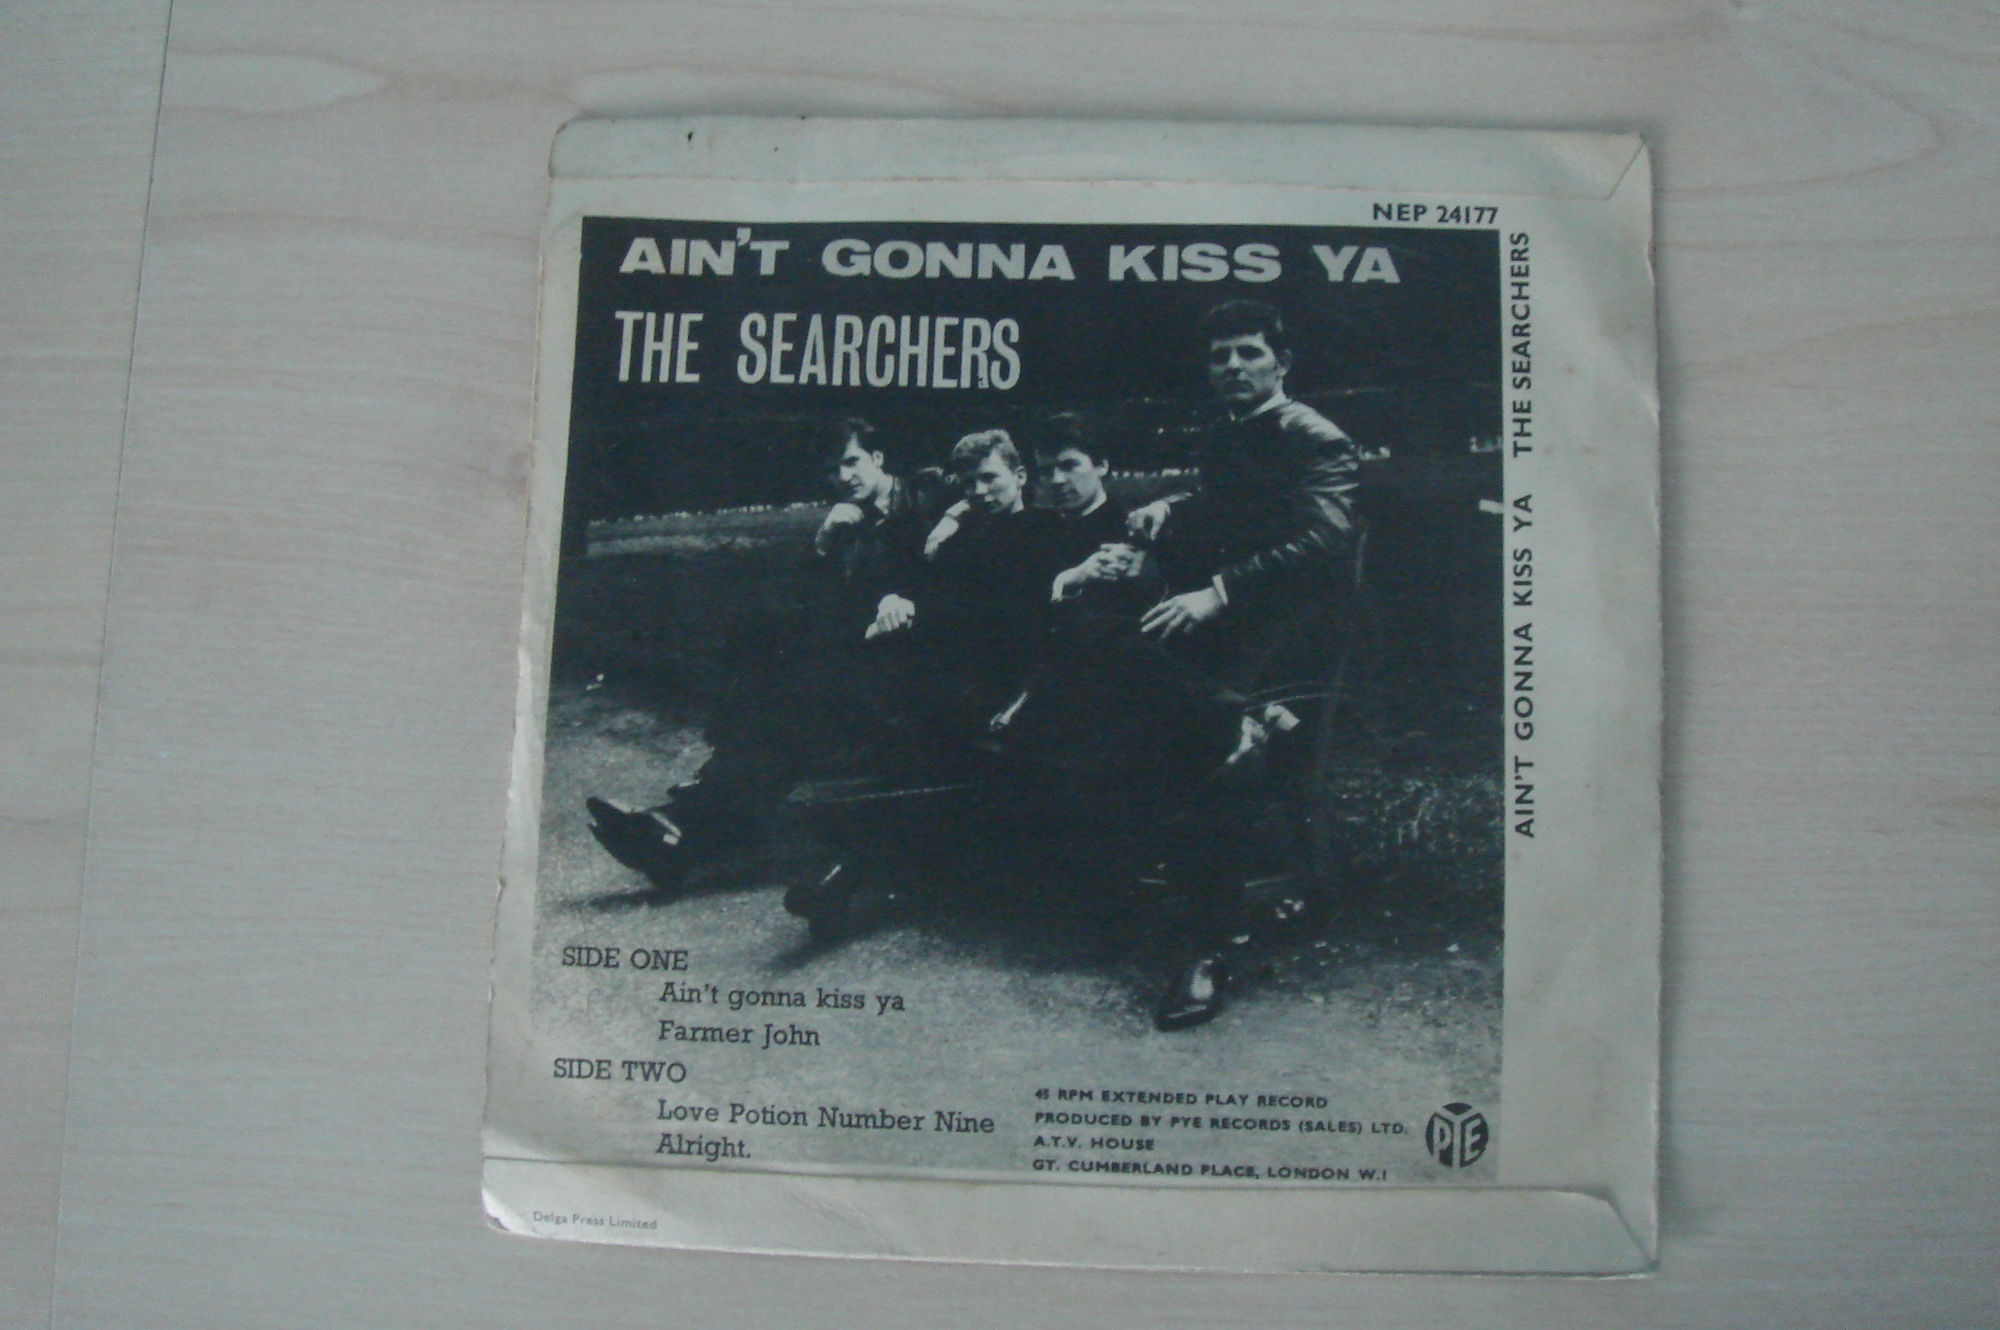 NEP 24177
AIN'T GONNA KISS YA
THE SEARCHERS
AIN'T GONNA KISS YA THE SEARCHERS
SIDE ONE
Ain't gonna kiss ya
Farmer John
SIDE TWO
Love Potion Number Nine
Alright.
45 RPM EXTENDED PLAY RECORD
PRODUCED BY PYE RECORDS (SALES) LTD.
A.T.V. HOUSE
GT. CUMBERLAND PLACE, LONDON W.1
PYE
Delga Press Limited